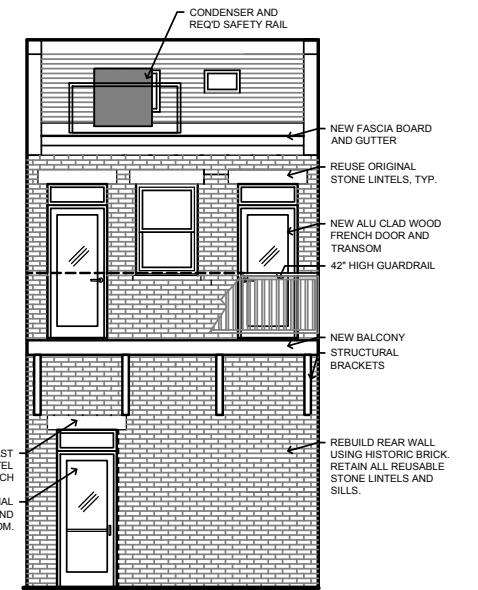 CONDENSER AND
REQ'D SAFETY RAIL
NEW FASCIA BOARD
AND GUTTER
REUSE ORIGINAL
STONE LINTELS, TYP.
NEW ALU CLAD WOOD
FRENCH DOOR AND
TRANSOM
42" HIGH GUARDRAIL
NEW BALCONY
STRUCTURAL
BRACKETS
REBUILD REAR WALL
USING HISTORIC BRICK.
RETAIN ALL REUSABLE
STONE LINTELS AND
SILLS.